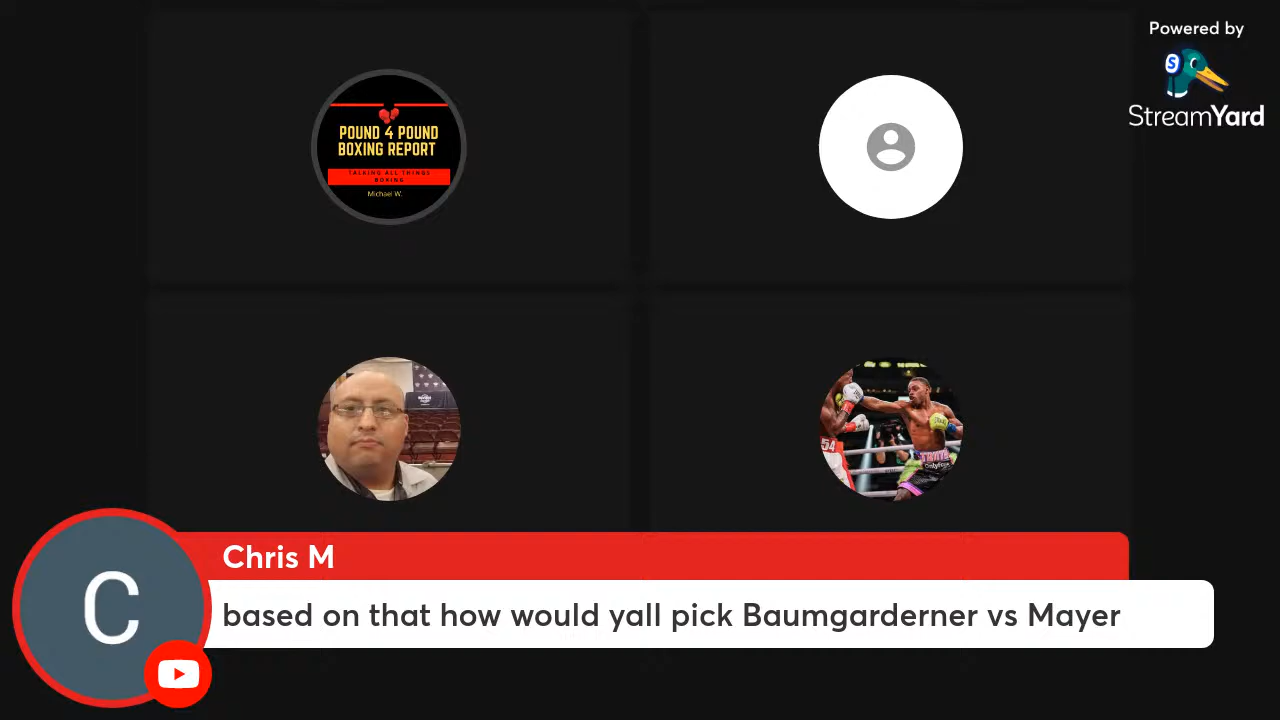 Powered by
S
StreamYard
POUND 4 POUND
BOXING REPORT
TALKING ALL THINGS
BOXING
Michael W.
54
C
Chris M
based on that how would yall pick Baumgarderner vs Mayer